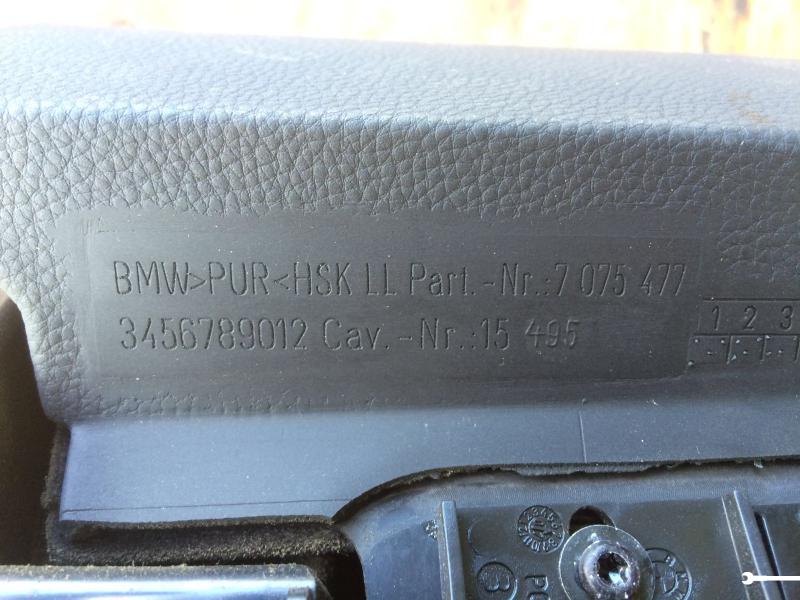 BMW>PUR<HSK LL Part.-Nr.:7 075 477
3456789012 Cav.-Nr.:15 495
1 2 3